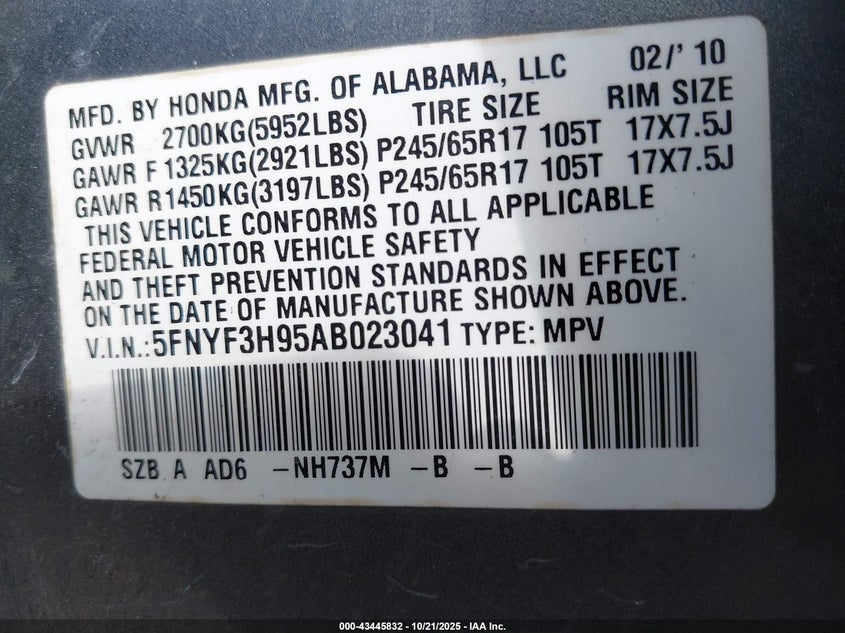 MFD. BY HONDA MFG. OF ALABAMA, LLC 02/' 10
GVWR 2700KG(5952LBS) TIRE SIZE RIM SIZE
GAWR F 1325KG(2921LBS) P245/65R17 105T 17X7.5J
GAWR R1450KG(3197LBS) P245/65R17 105T 17X7.5J
THIS VEHICLE CONFORMS TO ALL APPLICABLE
FEDERAL MOTOR VEHICLE SAFETY
AND THEFT PREVENTION STANDARDS IN EFFECT
ON THE DATE OF MANUFACTURE SHOWN ABOVE.
V.I.N.:5FNYF3H95AB023041 TYPE: MPV
SZB A AD6 -NH737M -B -B
000-43445832 - 10/21/2025 - IAA Inc.